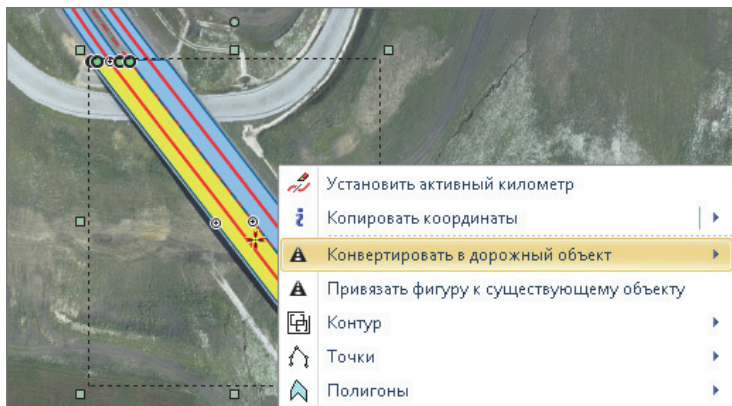 Установить активный километр
Копировать координаты
Конвертировать в дорожный объект
Привязать фигуру к существующему объекту
Контур
Точки
Полигоны